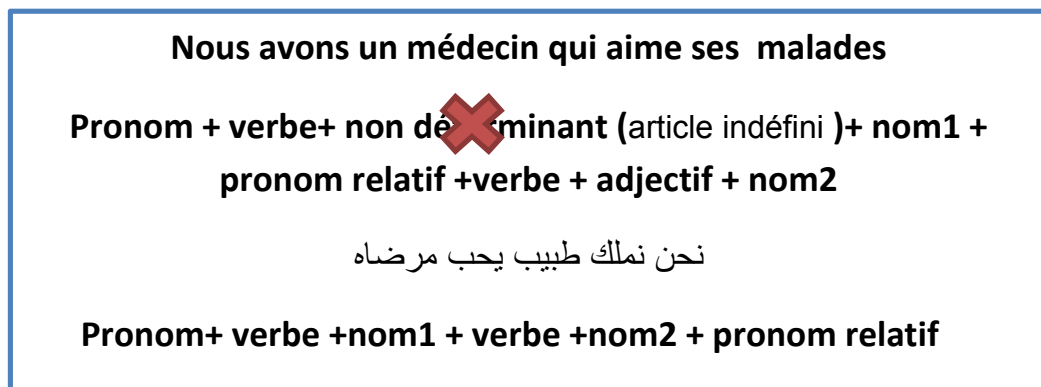 Nous avons un médecin qui aime ses malades
Pronom + verbe+ non déterminant (article indéfini )+ nom1 +
pronom relatif +verbe + adjectif + nom2
نحن نملك طبيب يحب مرضاه
Pronom+ verbe +nom1 + verbe +nom2 + pronom relatif